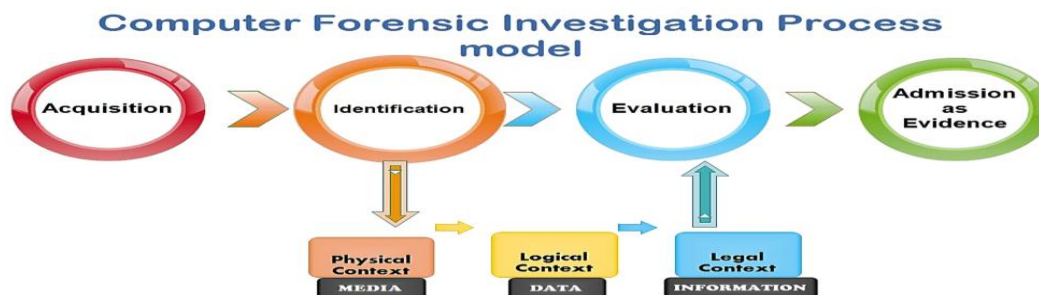 Computer Forensic Investigation Process
model
Acquisition
Identification
Evaluation
Admission
as
Evidence
Physical
Context
MEDIA
Logical
Context
DATA
Legal
Context
INFORMATION